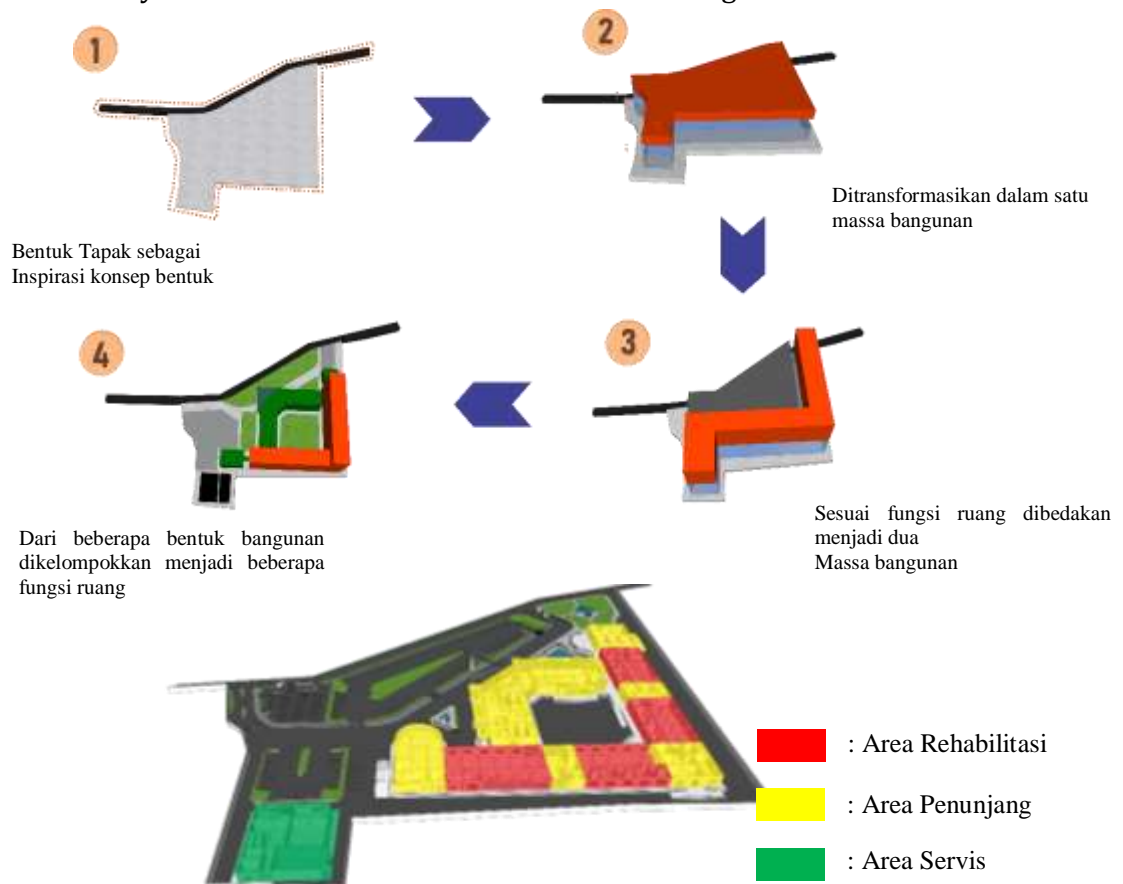 1
2
Ditransformasikan dalam satu
massa bangunan
Bentuk Tapak sebagai
Inspirasi konsep bentuk
4
3
Sesuai fungsi ruang dibedakan
menjadi dua
Massa bangunan
Dari beberapa bentuk bangunan
dikelompokkan menjadi beberapa
fungsi ruang
: Area Rehabilitasi
: Area Penunjang
: Area Servis